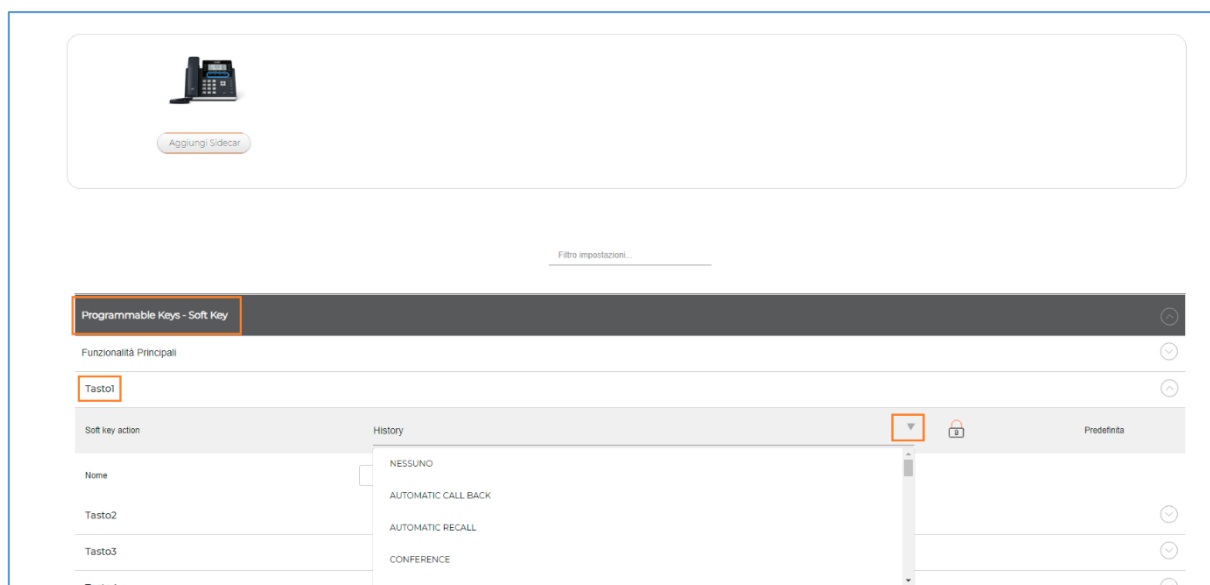 Aggiungi Sidecar
Filtro impostazioni...
Programmable Keys - Soft Key
Funzionalità Principali
Tasto1
Soft key action History Predefinita
NESSUNO
Nome
AUTOMATIC CALL BACK
Tasto2
AUTOMATIC RECALL
Tasto3
CONFERENCE